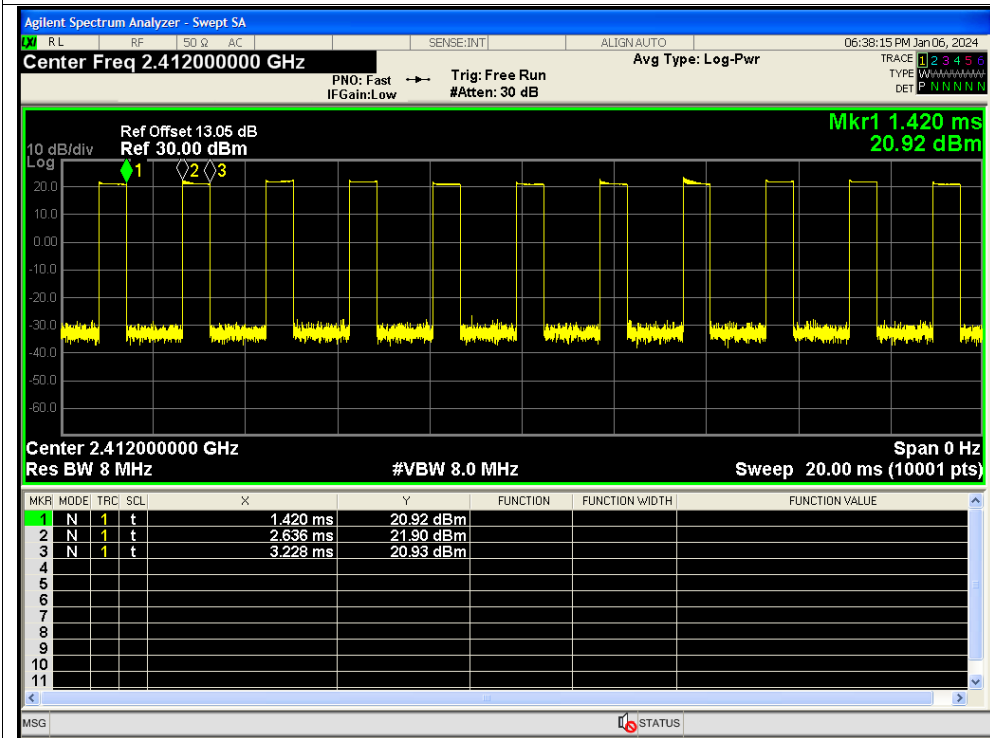 Agilent Spectrum Analyzer - Swept SA
LXI RL RF 50 Ω AC SENSE:INT ALIGN AUTO 06:38:15 PM Jan 06, 2024
Center Freq 2.412000000 GHz Avg Type: Log-Pwr TRACE 1 2 3 4 5 6
PNO: Fast Trig: Free Run TYPE WWWWWW
IFGain:Low #Atten: 30 dB DET P N N N N N
Mkr1 1.420 ms
Ref Offset 13.05 dB
10 dB/div Ref 30.00 dBm 20.92 dBm
Log
1 2 3
20.0
10.0
0.00
-10.0
-20.0
-30.0
-40.0
-50.0
-60.0
Center 2.412000000 GHz Span 0 Hz
Res BW 8 MHz #VBW 8.0 MHz Sweep 20.00 ms (10001 pts)
MKR MODE TRC SCL X Y FUNCTION FUNCTION WIDTH FUNCTION VALUE
1 N 1 t 1.420 ms 20.92 dBm
2 N 1 t 2.636 ms 21.90 dBm
3 N 1 t 3.228 ms 20.93 dBm
4
5
6
7
8
9
10
11
MSG STATUS